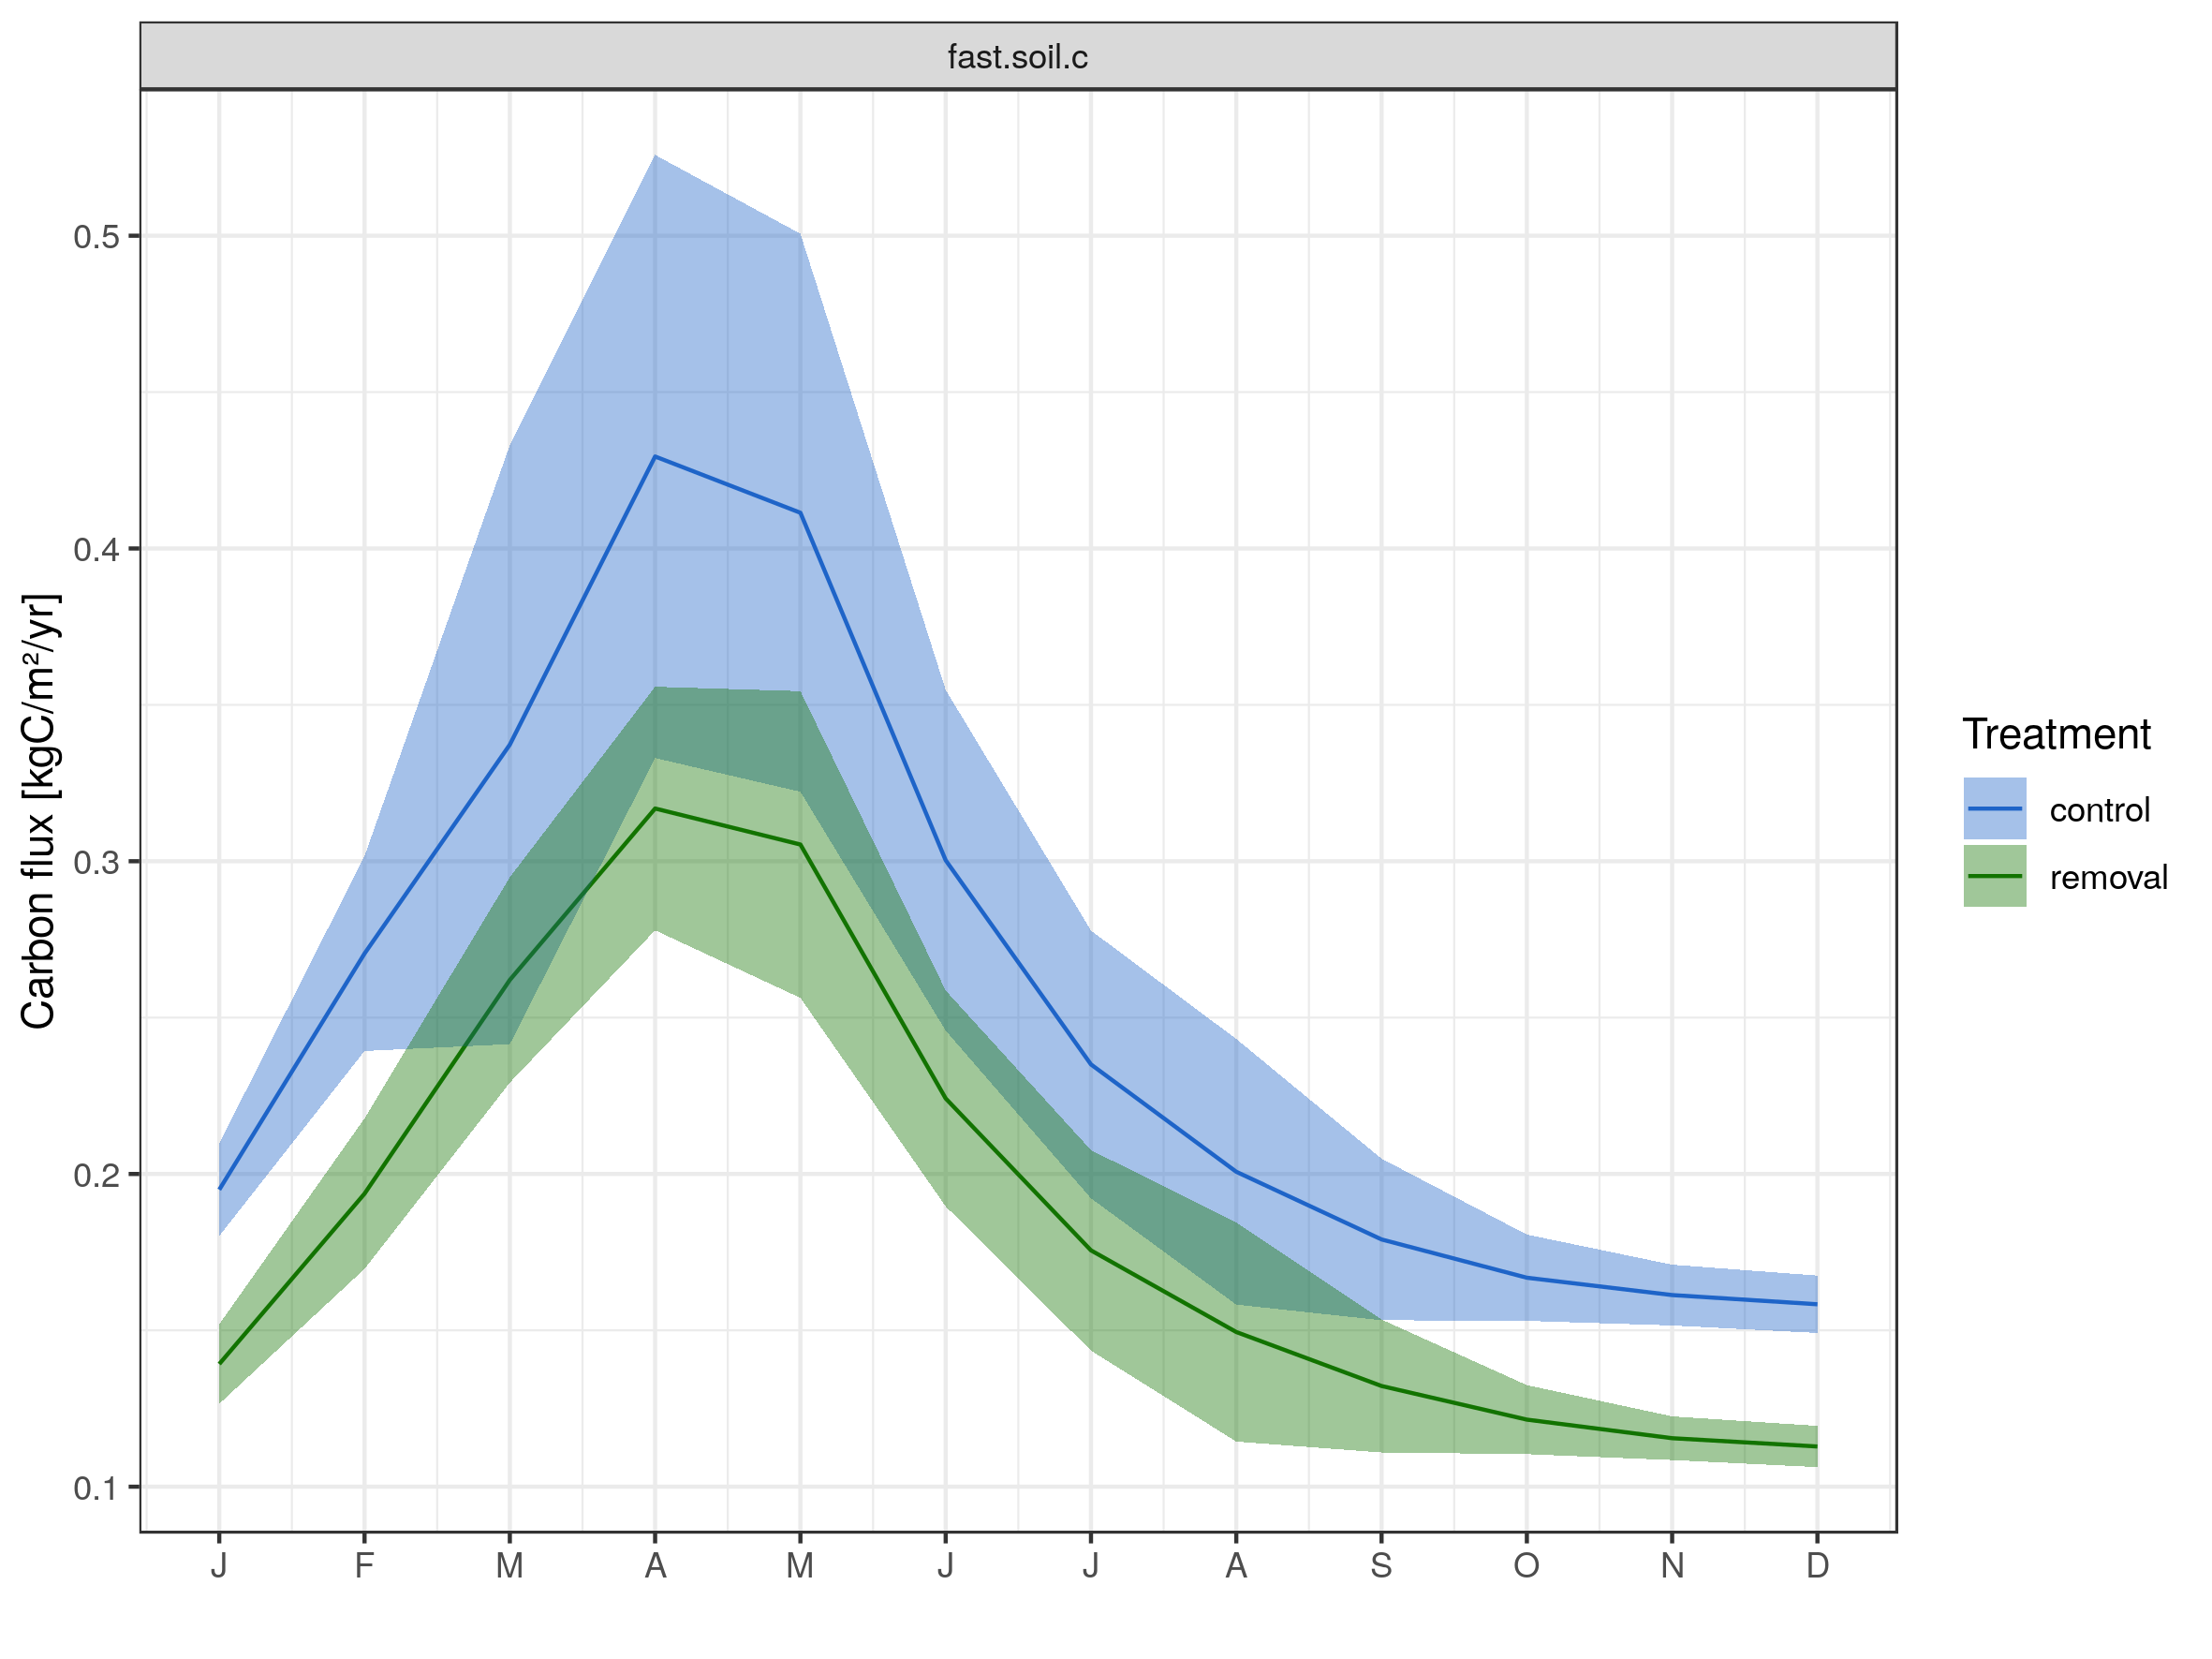 fast.soil.c
Carbon flux [kgC/m²/yr]
0.5
0.4
0.3
0.2
0.1
J F M A M J J A S O N D
Treatment
control
removal